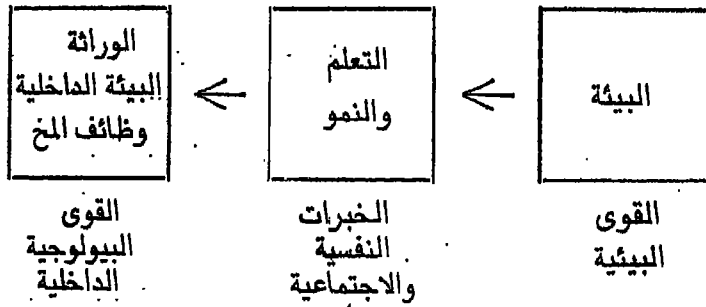 البيئة
التعلم
والنمو
الوراثة
البيئة الداخلية
وظائف المخ
القوى
البيئية
الخبرات
النفسية
والاجتماعية
القوى
البيولوجية
الداخلية